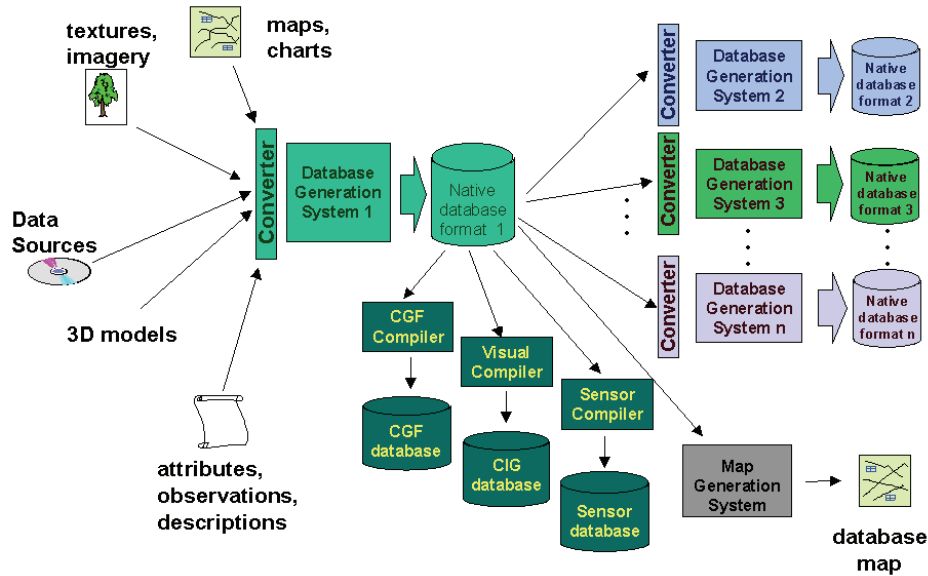 textures,
imagery
maps,
charts
Data
Sources
3D models
attributes,
observations,
descriptions
Converter
Database
Generation
System 1
Native
database
format 1
CGF
Compiler
CGF
database
Visual
Compiler
CIG
database
Sensor
Compiler
Sensor
database
Converter
Database
Generation
System 2
Native
database
format 2
Converter
Database
Generation
System 3
Native
database
format 3
Converter
Database
Generation
System n
Native
database
format n
Map
Generation
System
database
map